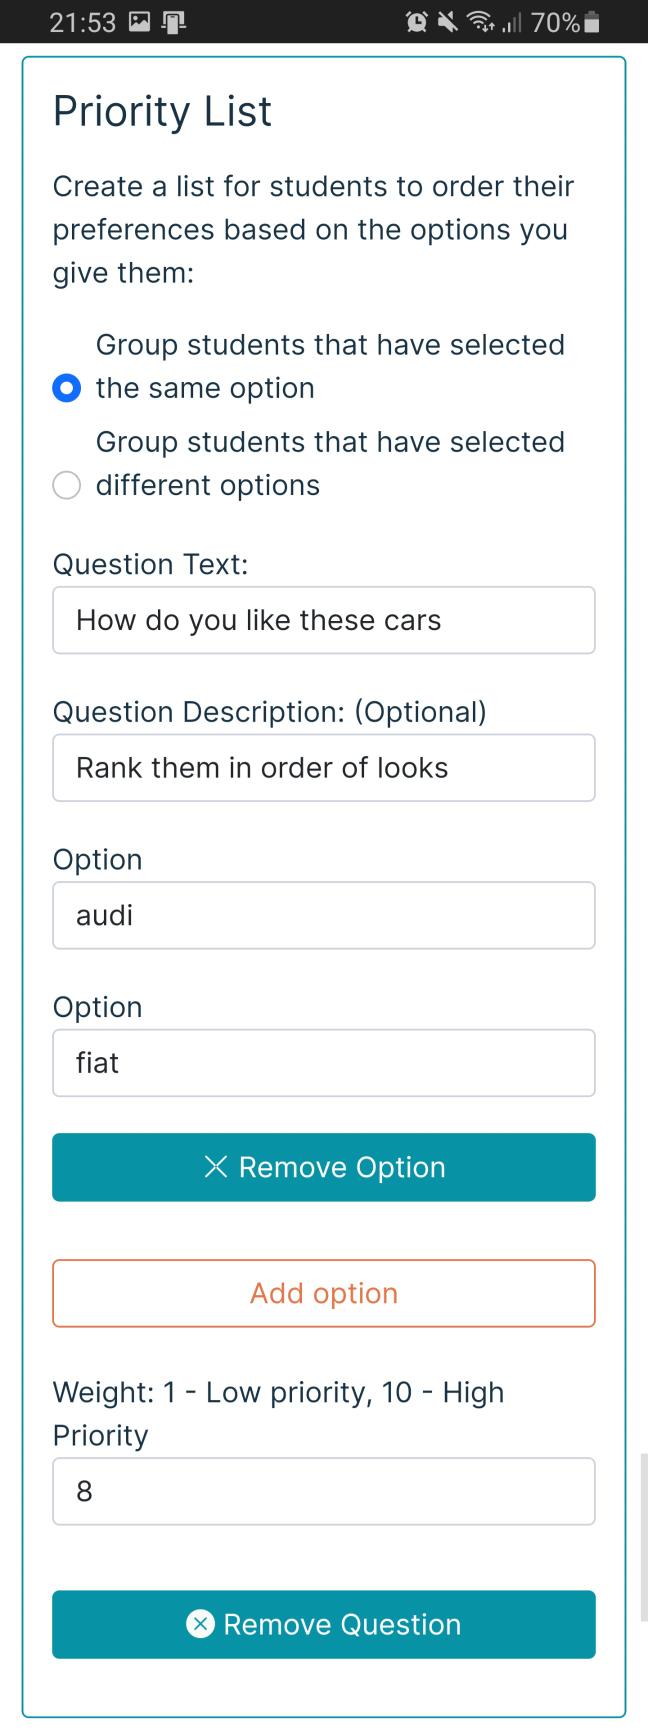 21:53
70%
Priority List
Create a list for students to order their
preferences based on the options you
give them:
Group students that have selected
the same option
Group students that have selected
different options
Question Text:
How do you like these cars
Question Description: (Optional)
Rank them in order of looks
Option
audi
Option
fiat
Remove Option
Add option
Weight: 1 - Low priority, 10 - High
Priority
8
Remove Question